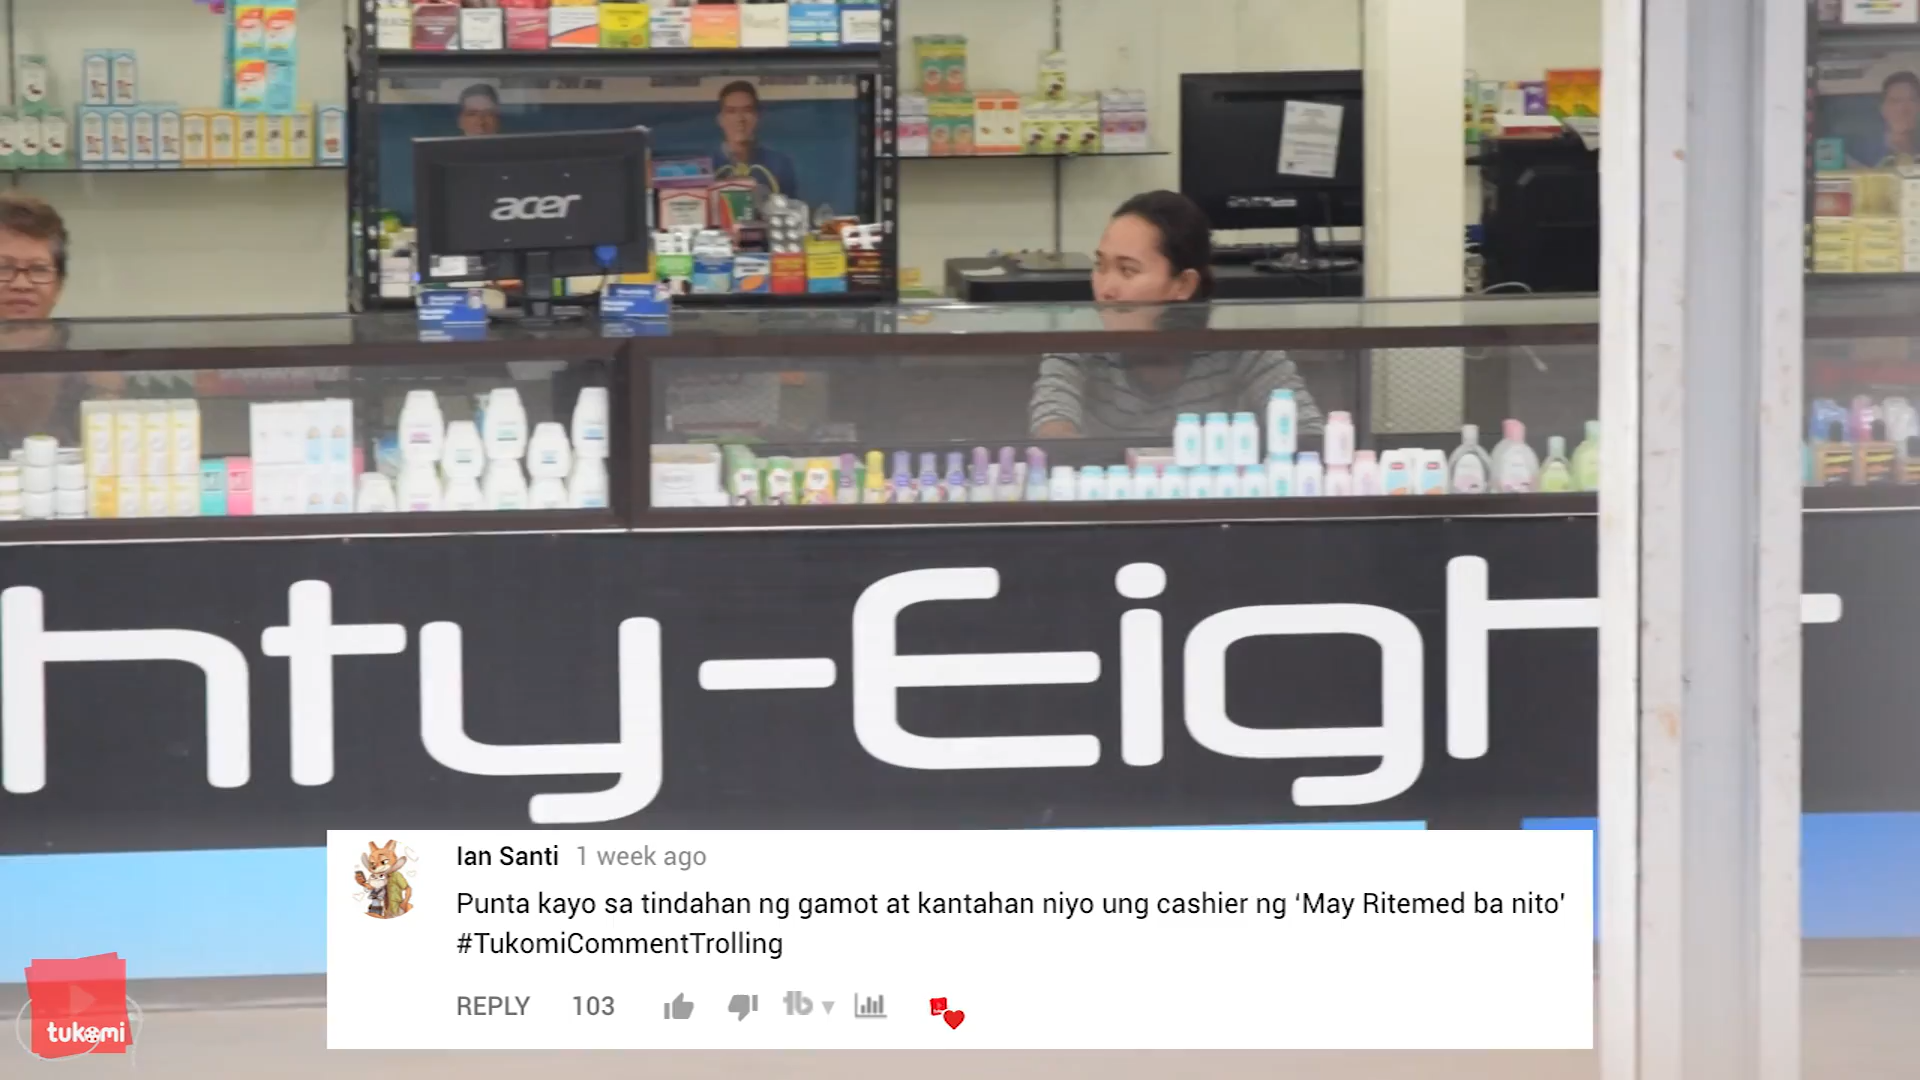 acer
hty-Eight
Ian Santi 1 week ago
Punta kayo sa tindahan ng gamot at kantahan niyo ung cashier ng ‘May Ritemed ba nito’
#TukomiCommentTrolling
REPLY 103
tukomi